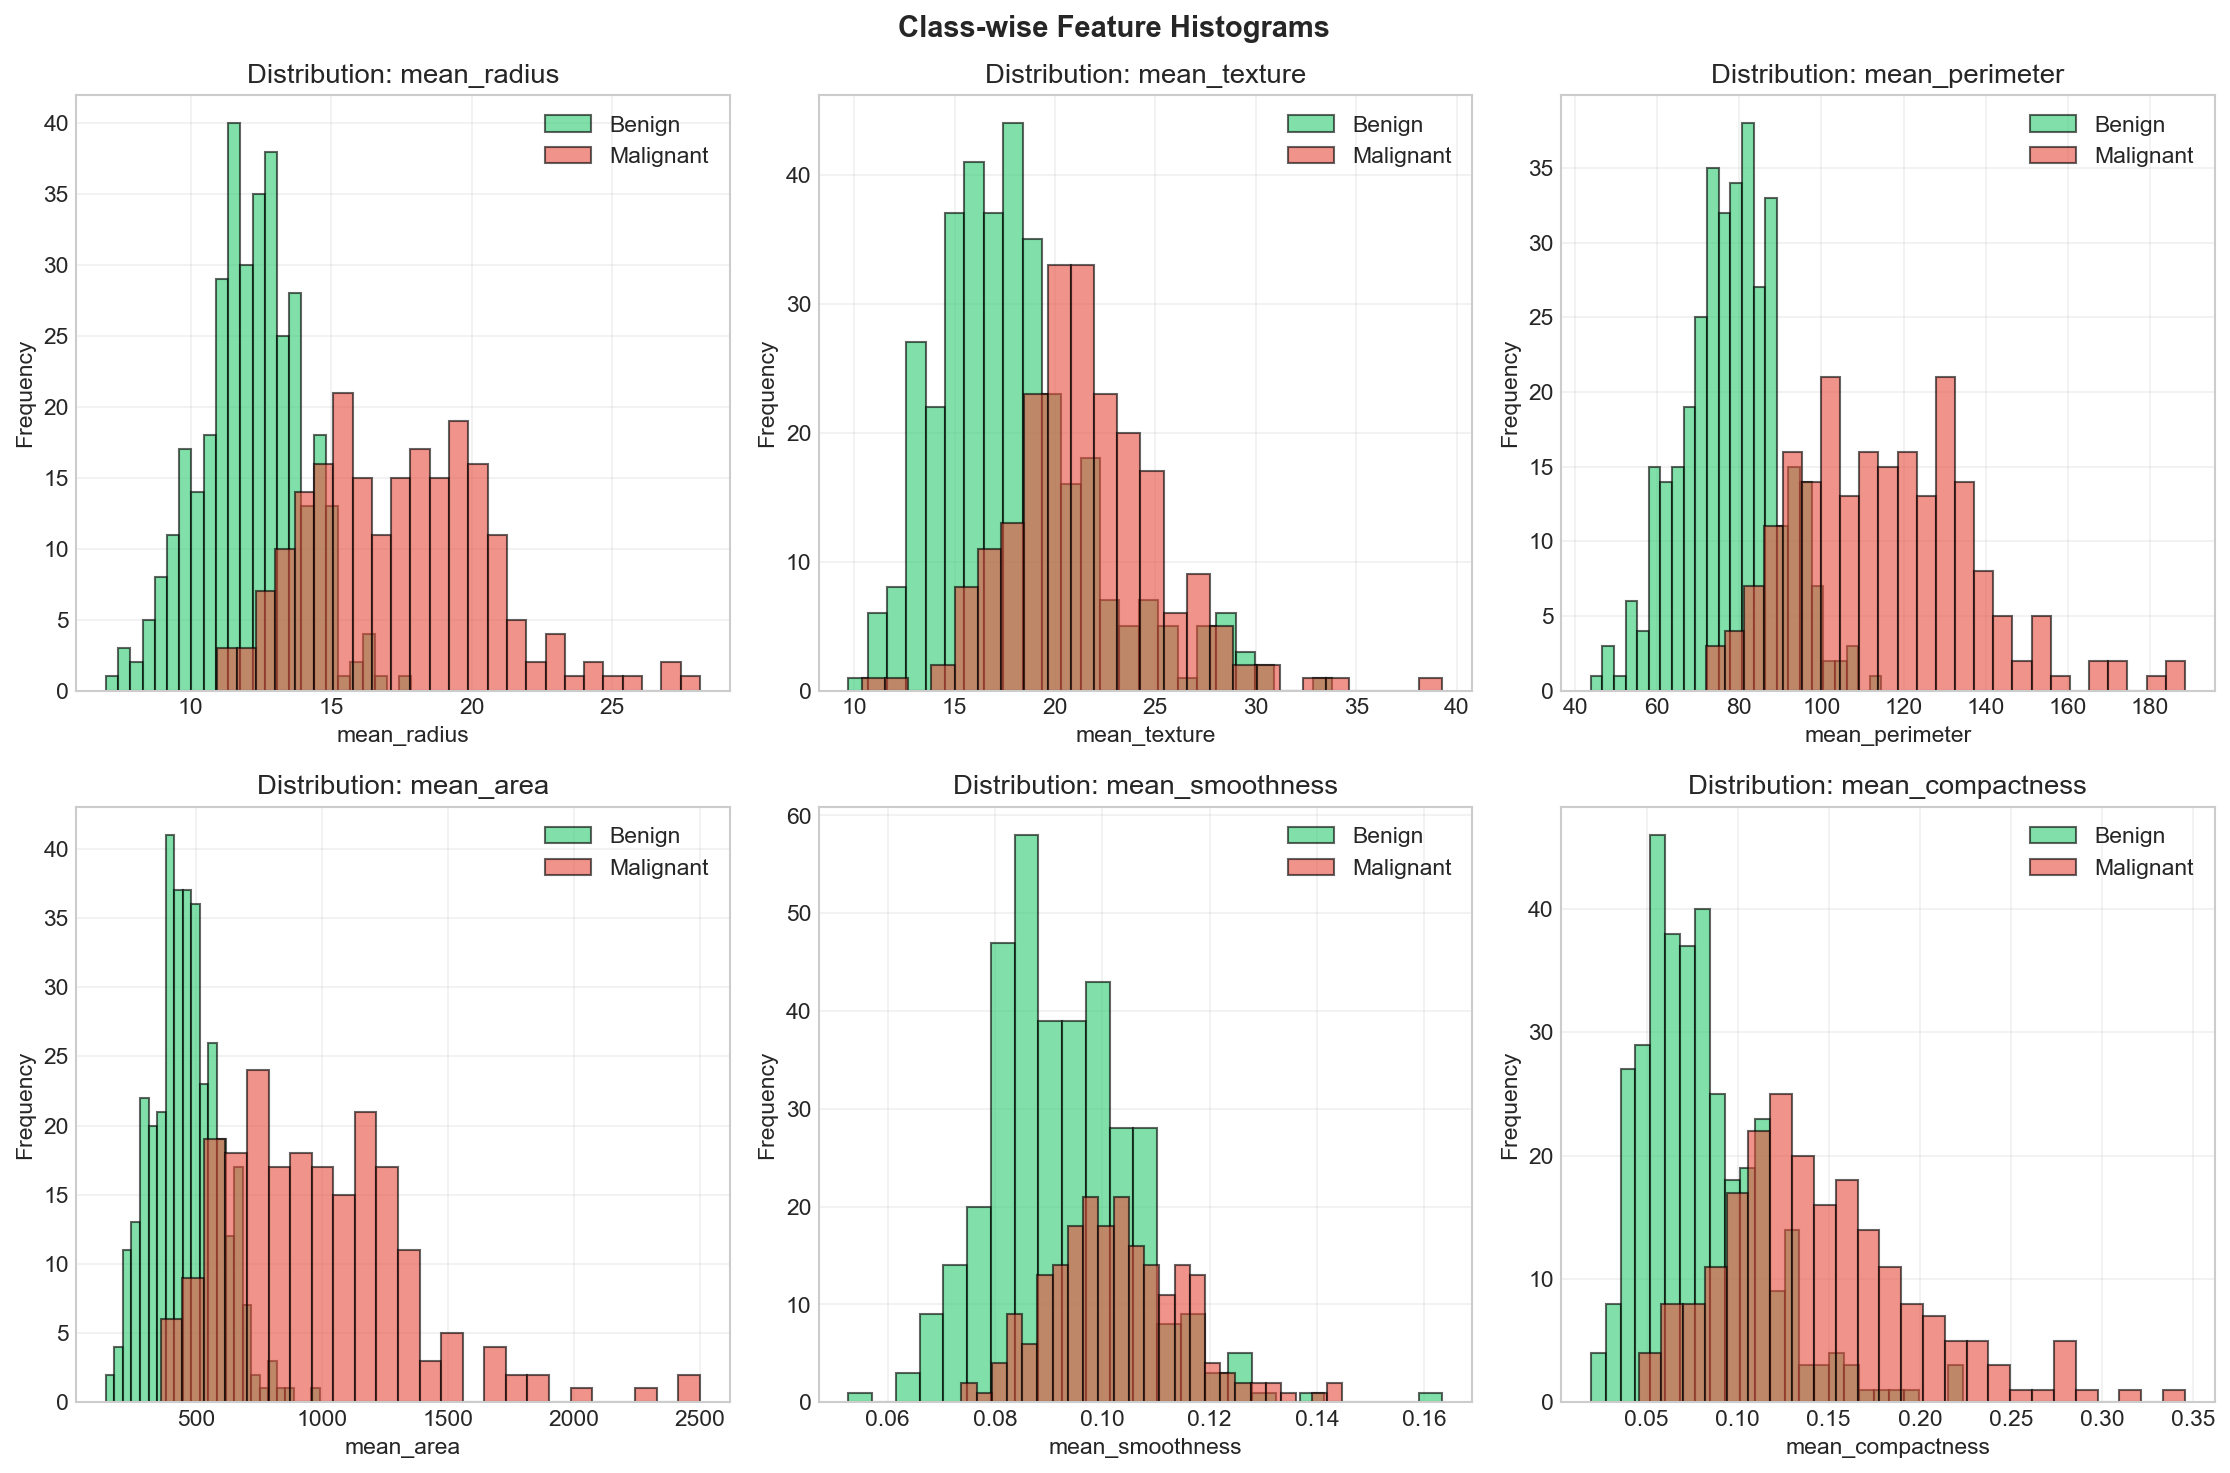 Class-wise Feature Histograms
Distribution: mean_radius
Benign
Malignant
Frequency
0
5
10
15
20
25
30
35
40
10 15 20 25
mean_radius
Distribution: mean_texture
Benign
Malignant
Frequency
0
10
20
30
40
10 15 20 25 30 35 40
mean_texture
Distribution: mean_perimeter
Benign
Malignant
Frequency
0
5
10
15
20
25
30
35
40 60 80 100 120 140 160 180
mean_perimeter
Distribution: mean_area
Benign
Malignant
Frequency
0
5
10
15
20
25
30
35
40
500 1000 1500 2000 2500
mean_area
Distribution: mean_smoothness
Benign
Malignant
Frequency
0
10
20
30
40
50
60
0.06 0.08 0.10 0.12 0.14 0.16
mean_smoothness
Distribution: mean_compactness
Benign
Malignant
Frequency
0
10
20
30
40
0.05 0.10 0.15 0.20 0.25 0.30 0.35
mean_compactness